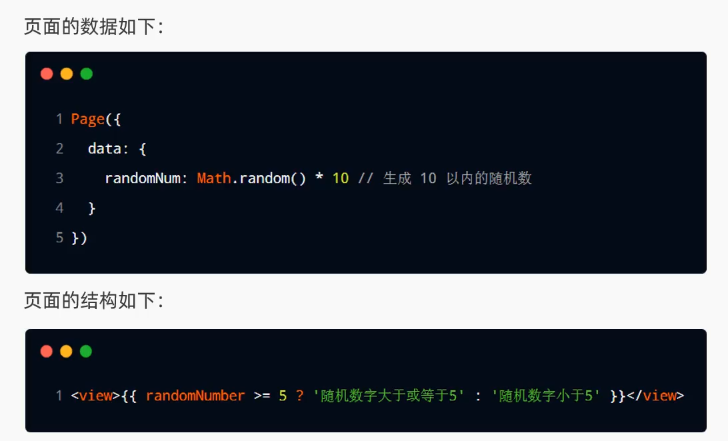 页面的数据如下：
1 Page({
2   data: {
3     randomNum: Math.random() * 10 // 生成 10 以内的随机数
4   }
5 })
页面的结构如下：
1 <view>{{ randomNumber >= 5 ? '随机数字大于或等于5' : '随机数字小于5' }}</view>